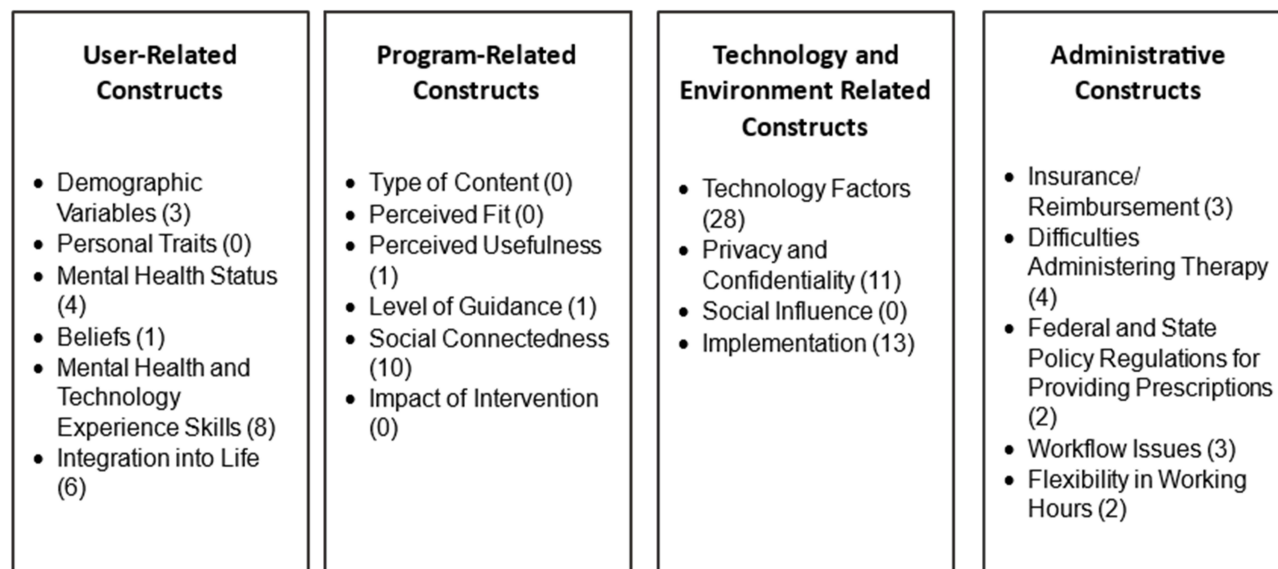 User-Related
Constructs
• Demographic
Variables (3)
• Personal Traits (0)
• Mental Health Status
(4)
• Beliefs (1)
• Mental Health and
Technology
Experience Skills (8)
• Integration into Life
(6)
Program-Related
Constructs
• Type of Content (0)
• Perceived Fit (0)
• Perceived Usefulness
(1)
• Level of Guidance (1)
• Social Connectedness
(10)
• Impact of Intervention
(0)
Technology and
Environment Related
Constructs
• Technology Factors
(28)
• Privacy and
Confidentiality (11)
• Social Influence (0)
• Implementation (13)
Administrative
Constructs
• Insurance/
Reimbursement (3)
• Difficulties
Administering Therapy
(4)
• Federal and State
Policy Regulations for
Providing Prescriptions
(2)
• Workflow Issues (3)
• Flexibility in Working
Hours (2)